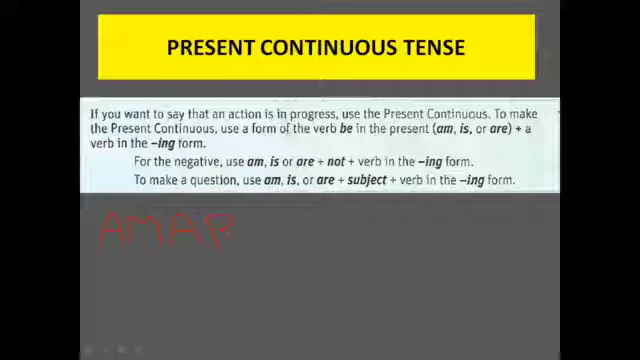 PRESENT CONTINUOUS TENSE
If you want to say that an action is in progress, use the Present Continuous. To make
the Present Continuous, use a form of the verb be in the present (am, is, or are) + a
verb in the –ing form.
For the negative, use am, is or are + not + verb in the –ing form.
To make a question, use am, is, or are + subject + verb in the –ing form.
AMAR